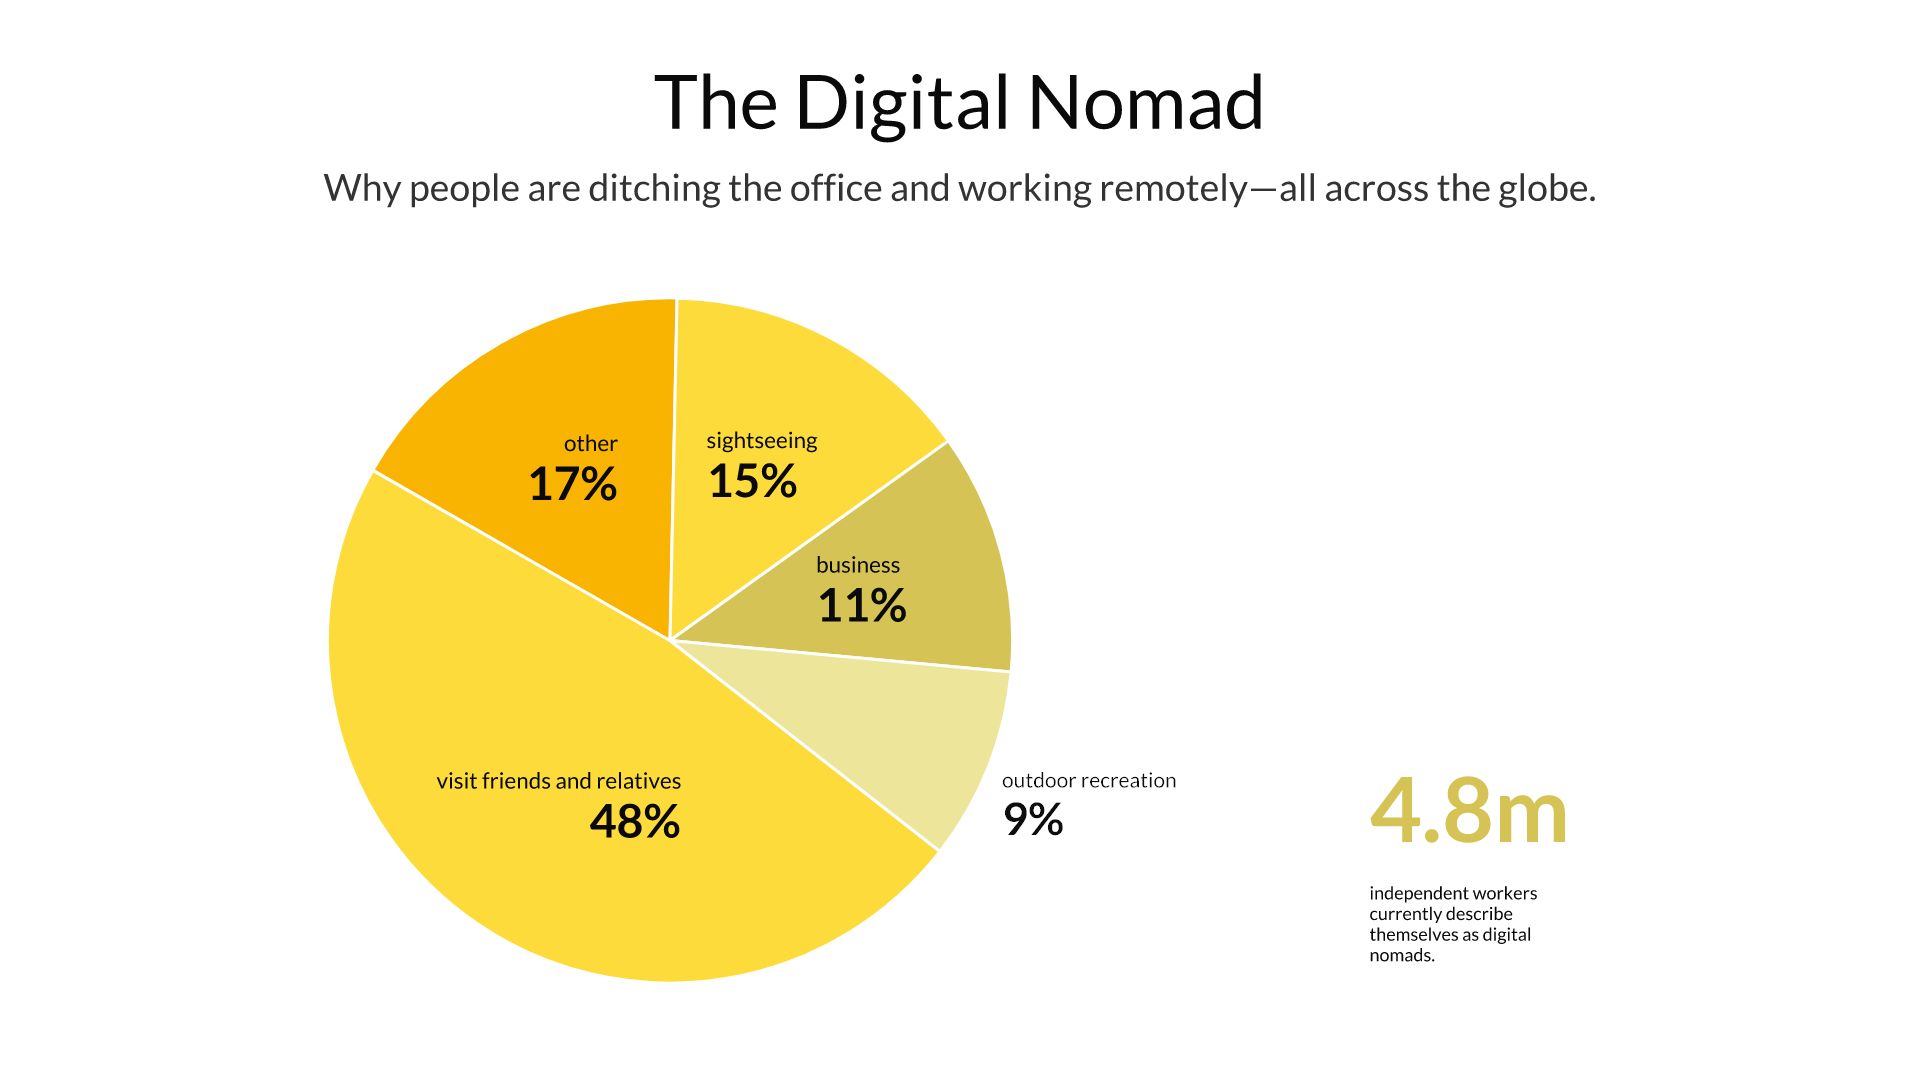 The Digital Nomad
Why people are ditching the office and working remotely—all across the globe.
other
17%
sightseeing
15%
business
11%
visit friends and relatives
48%
outdoor recreation
9%
4.8m
independent workers
currently describe
themselves as digital
nomads.